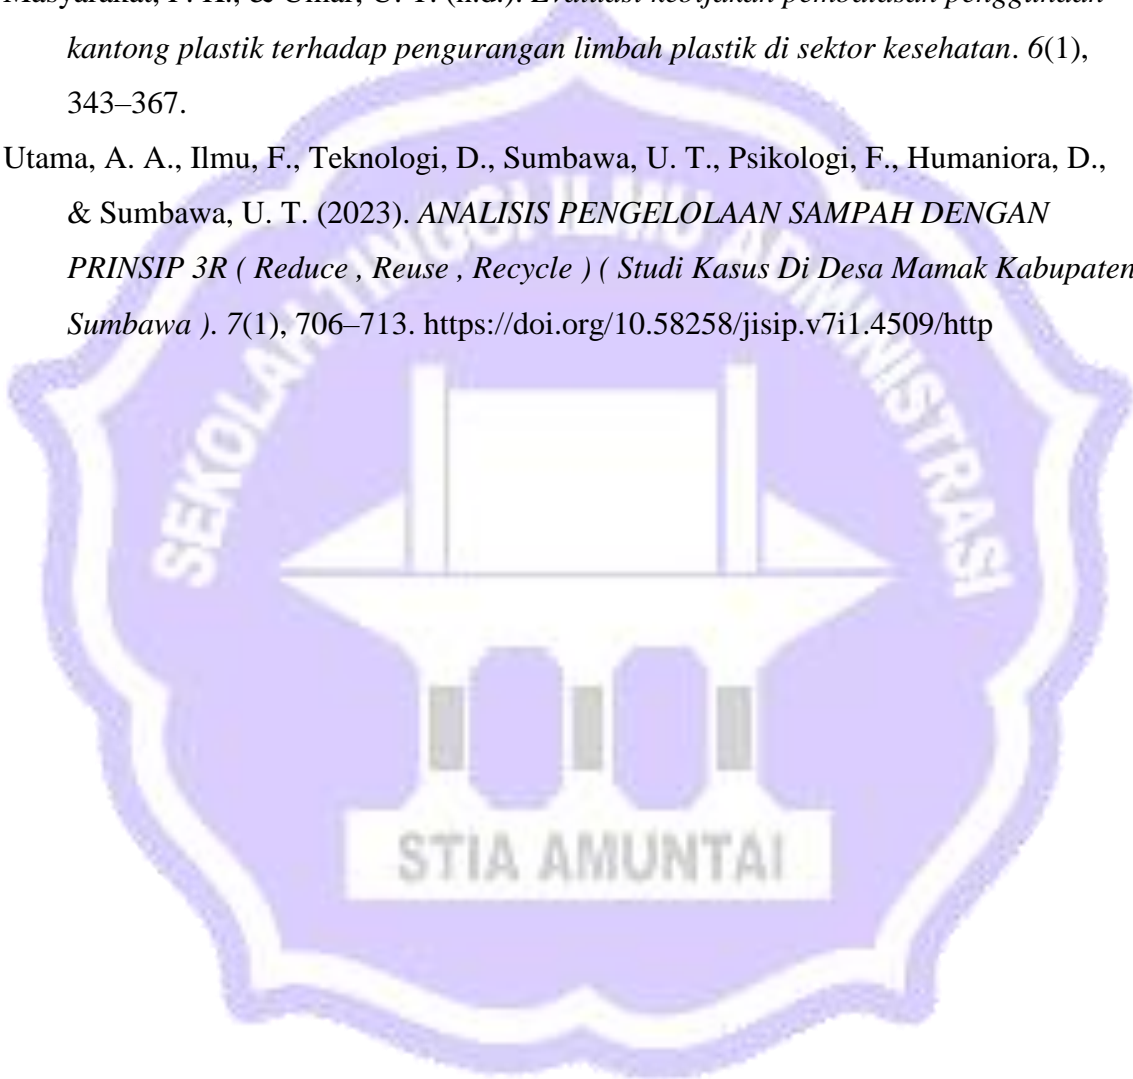 kantong plastik terhadap pengurangan limbah plastik di sektor kesehatan. 6(1),
343–367.
Utama, A. A., Ilmu, F., Teknologi, D., Sumbawa, U. T., Psikologi, F., Humaniora, D.,
& Sumbawa, U. T. (2023). ANALISIS PENGELOLAAN SAMPAH DENGAN
PRINSIP 3R ( Reduce , Reuse , Recycle ) ( Studi Kasus Di Desa Mamak Kabupaten
Sumbawa ). 7(1), 706–713. https://doi.org/10.58258/jisip.v7i1.4509/http
SEKOLAH TINGGI ILMU ADMINISTRASI
STIA AMUNTAI